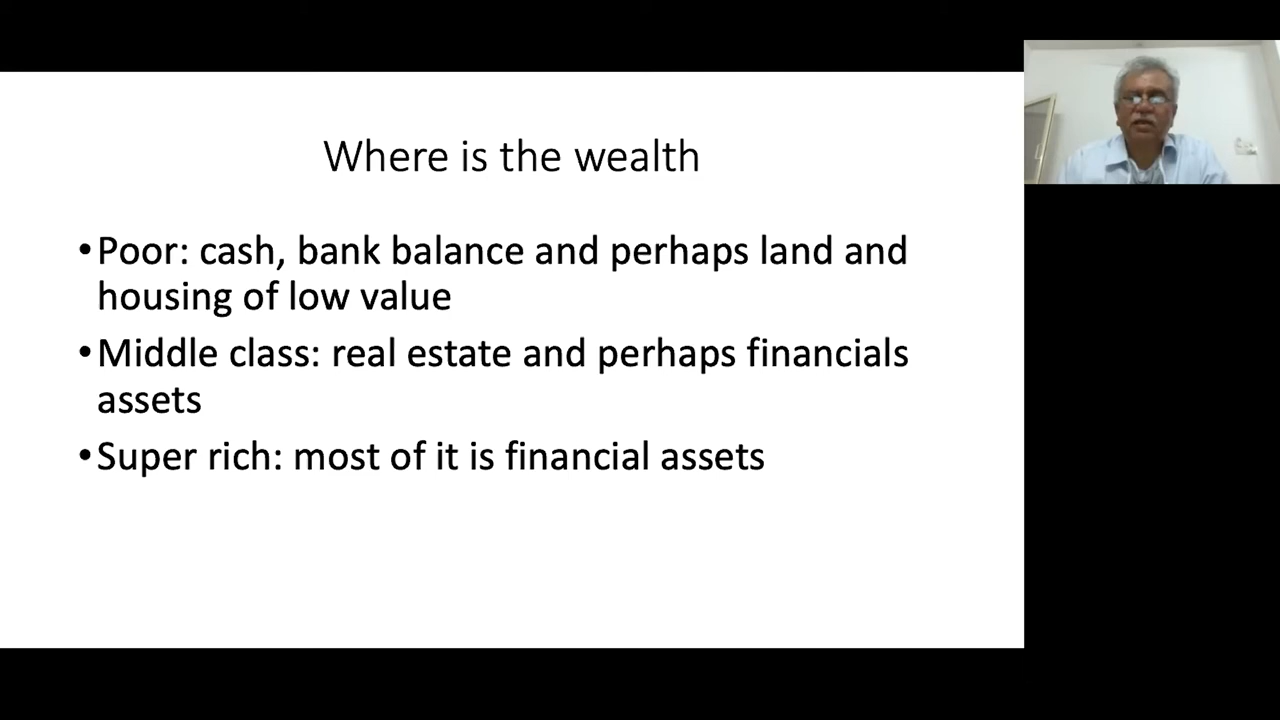 Where is the wealth
•Poor: cash, bank balance and perhaps land and
housing of low value
•Middle class: real estate and perhaps financials
assets
•Super rich: most of it is financial assets